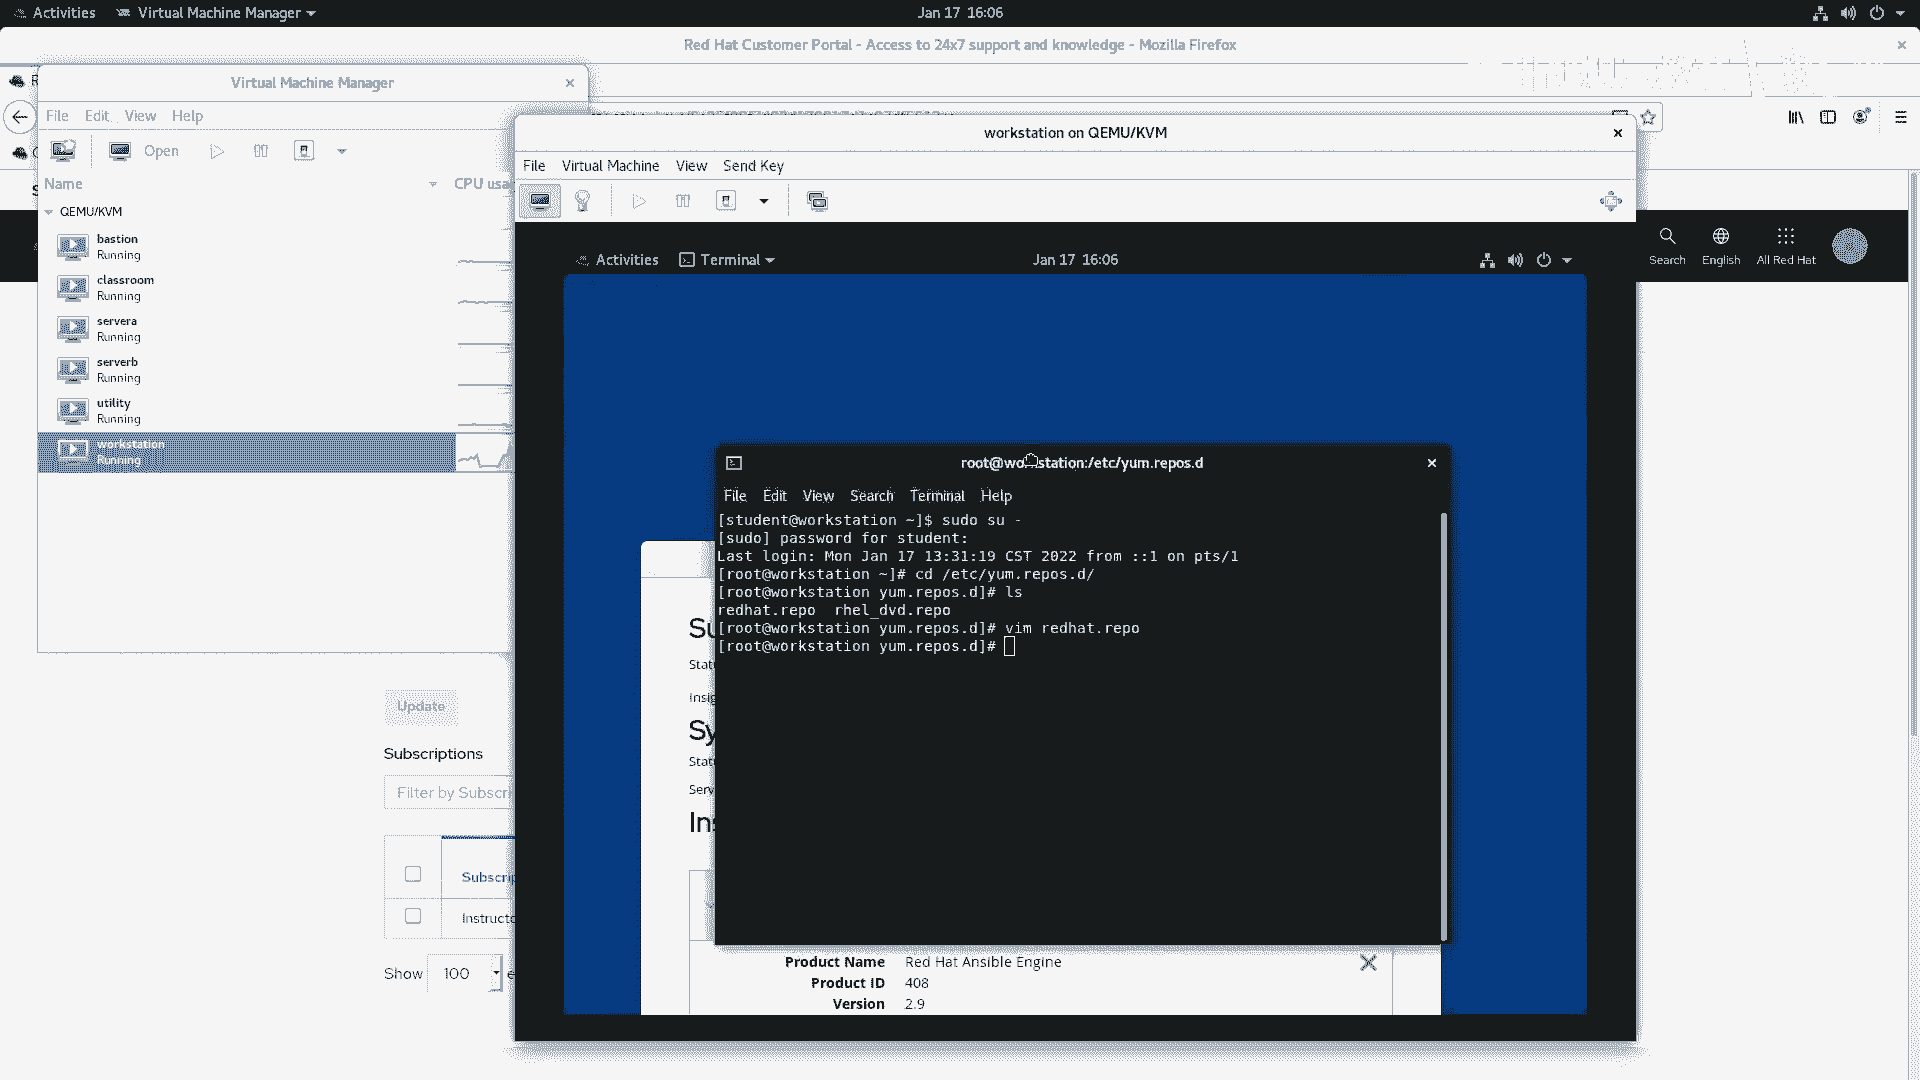 Activities Virtual Machine Manager Jan 17 16:06
Red Hat Customer Portal - Access to 24x7 support and knowledge - Mozilla Firefox
Virtual Machine Manager
File Edit View Help
Open
Name CPU usa
QEMU/KVM
bastion
Running
classroom
Running
servera
Running
serverb
Running
utility
Running
workstation
Running
Update
Subscriptions
Filter by Subscri
Subscrip
Instructo
Show 100 e
workstation on QEMU/KVM
File Virtual Machine View Send Key
Search English All Red Hat
Activities Terminal Jan 17 16:06
root@workstation:/etc/yum.repos.d
File Edit View Search Terminal Help
[student@workstation ~]$ sudo su -
[sudo] password for student:
Last login: Mon Jan 17 13:31:19 CST 2022 from ::1 on pts/1
[root@workstation ~]# cd /etc/yum.repos.d/
[root@workstation yum.repos.d]# ls
redhat.repo rhel_dvd.repo
[root@workstation yum.repos.d]# vim redhat.repo
[root@workstation yum.repos.d]#
Su
Stat
Insig
Sy
Stat
Serv
Ins
Product Name Red Hat Ansible Engine
Product ID 408
Version 2.9